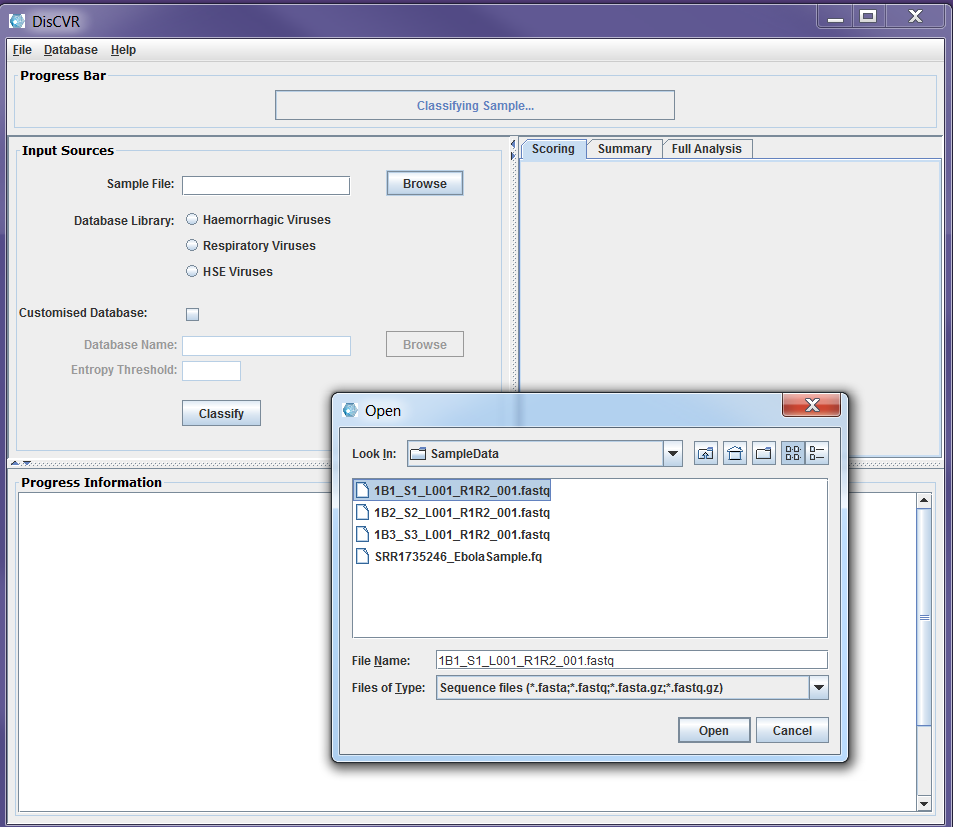 DisCVR
File Database Help
Progress Bar
Classifying Sample...
Input Sources
Sample File: Browse
Database Library: Haemorrhagic Viruses
Respiratory Viruses
HSE Viruses
Customised Database:
Database Name: Browse
Entropy Threshold:
Classify
Scoring Summary Full Analysis
Progress Information
Open
Look In: SampleData
1B1_S1_L001_R1R2_001.fastq
1B2_S2_L001_R1R2_001.fastq
1B3_S3_L001_R1R2_001.fastq
SRR1735246_EbolaSample.fq
File Name: 1B1_S1_L001_R1R2_001.fastq
Files of Type: Sequence files (*.fasta;*.fastq;*.fasta.gz;*.fastq.gz)
Open Cancel